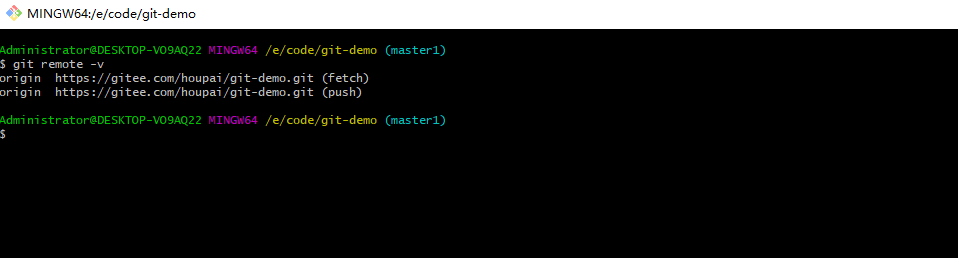 MINGW64:/e/code/git-demo
Administrator@DESKTOP-VO9AQ22 MINGW64 /e/code/git-demo (master1)
$ git remote -v
origin  https://gitee.com/houpai/git-demo.git (fetch)
origin  https://gitee.com/houpai/git-demo.git (push)
Administrator@DESKTOP-VO9AQ22 MINGW64 /e/code/git-demo (master1)
$